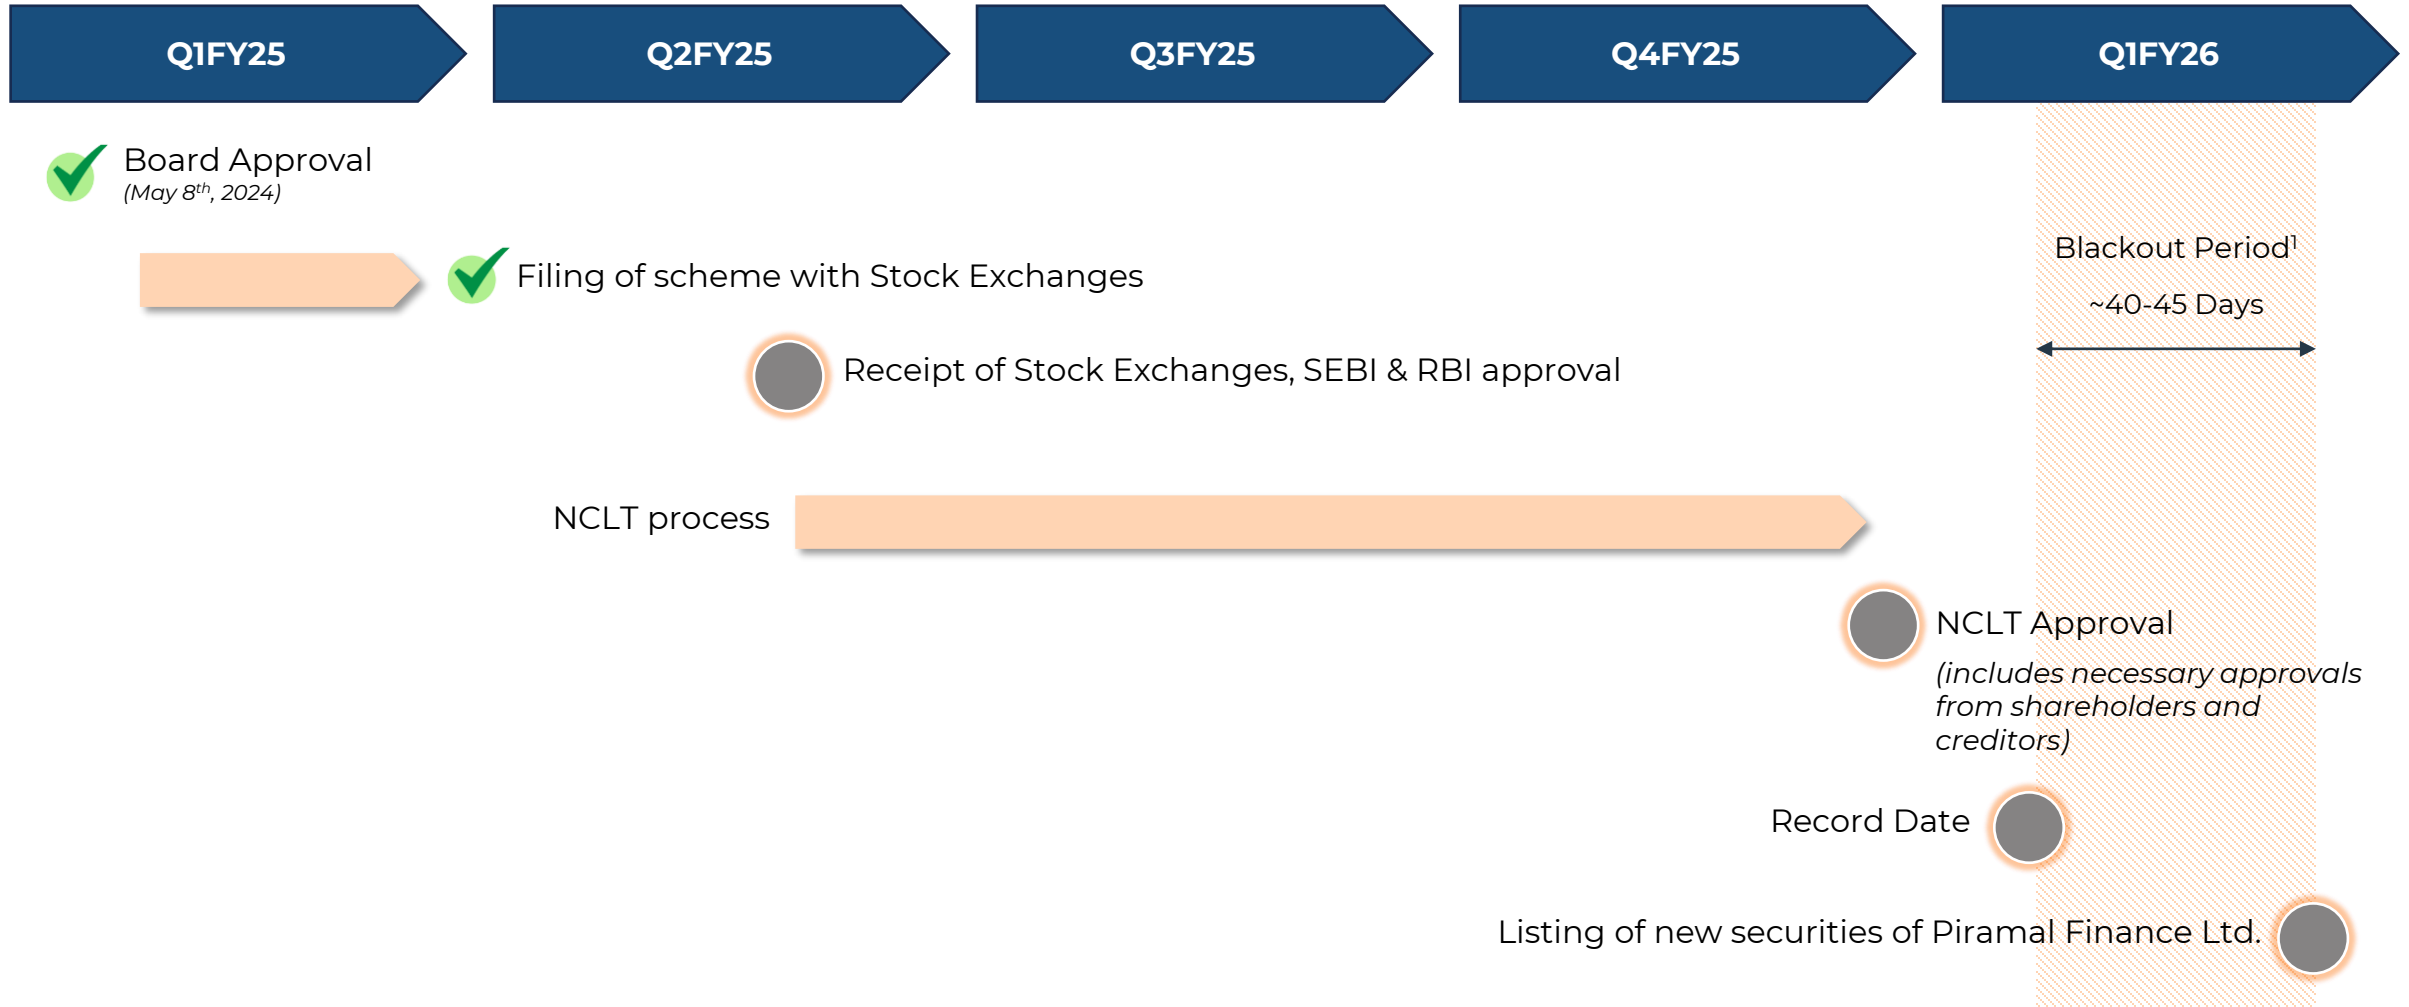 Q1FY25
Q2FY25
Q3FY25
Q4FY25
Q1FY26
Board Approval
(May 8th, 2024)
Filing of scheme with Stock Exchanges
Blackout Period1
~40-45 Days
Receipt of Stock Exchanges, SEBI & RBI approval
NCLT process
NCLT Approval
(includes necessary approvals
from shareholders and
creditors)
Record Date
Listing of new securities of Piramal Finance Ltd.